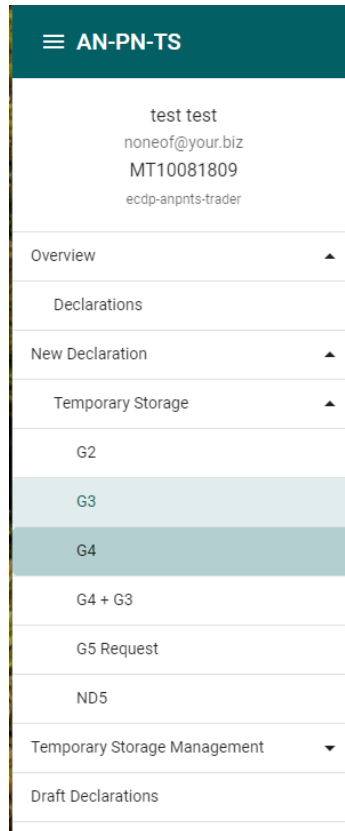 AN-PN-TS
test test
noneof@your.biz
MT10081809
ecdp-anpnts-trader
Overview
Declarations
New Declaration
Temporary Storage
G2
G3
G4
G4 + G3
G5 Request
ND5
Temporary Storage Management
Draft Declarations